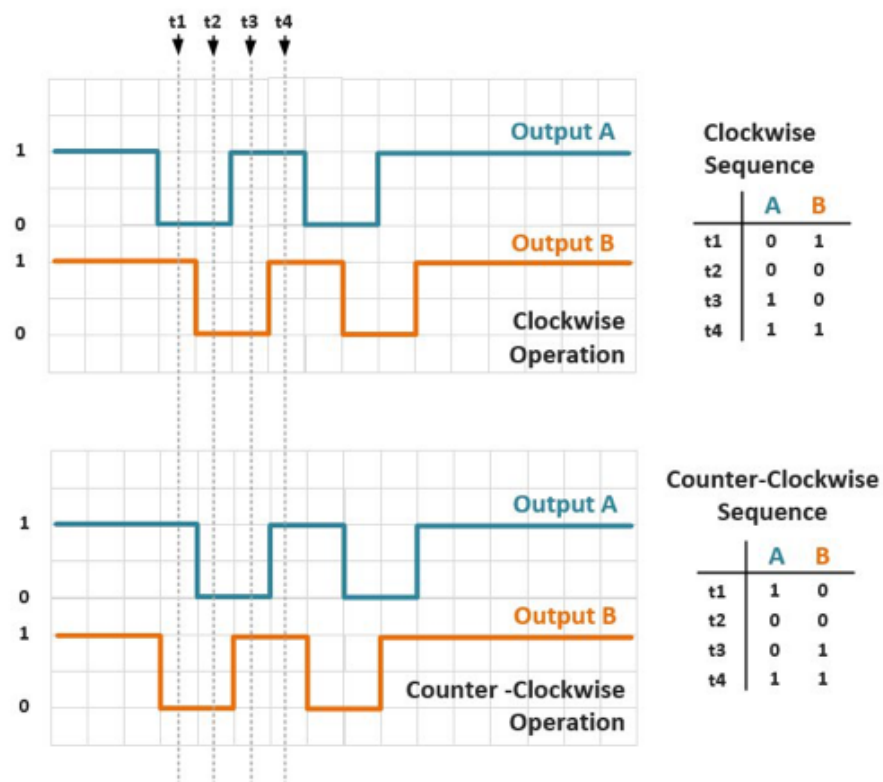 t1 t2 t3 t4
Output A
1
0
Output B
1
0
Clockwise
Operation
Clockwise
Sequence
A B
t1 0 1
t2 0 0
t3 1 0
t4 1 1
Output A
1
0
Output B
1
0
Counter -Clockwise
Operation
Counter-Clockwise
Sequence
A B
t1 1 0
t2 0 0
t3 0 1
t4 1 1